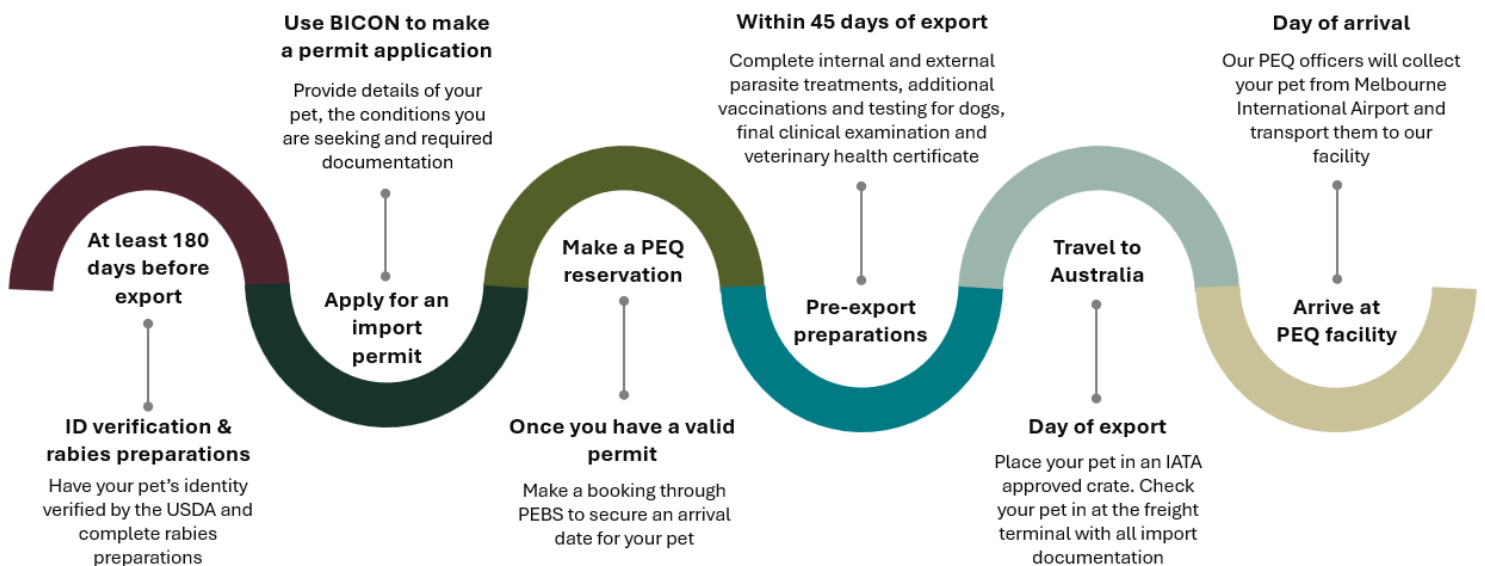 At least 180
days before
export
ID verification &
rabies preparations
Have your pet’s identity
verified by the USDA and
complete rabies
preparations
Use BICON to make
a permit application
Provide details of your
pet, the conditions you
are seeking and required
documentation
Apply for an
import
permit
Make a PEQ
reservation
Once you have a valid
permit
Make a booking through
PEBS to secure an arrival
date for your pet
Within 45 days of export
Complete internal and external
parasite treatments, additional
vaccinations and testing for dogs,
final clinical examination and
veterinary health certificate
Pre-export
preparations
Travel to
Australia
Day of export
Place your pet in an IATA
approved crate. Check
your pet in at the freight
terminal with all import
documentation
Day of arrival
Our PEQ officers will collect
your pet from Melbourne
International Airport and
transport them to our
facility
Arrive at
PEQ facility